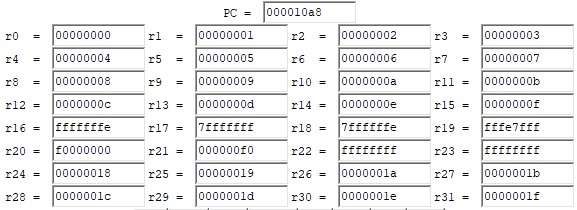 PC = 000010a8
r0 = 00000000 r1 = 00000001 r2 = 00000002 r3 = 00000003
r4 = 00000004 r5 = 00000005 r6 = 00000006 r7 = 00000007
r8 = 00000008 r9 = 00000009 r10 = 0000000a r11 = 0000000b
r12 = 0000000c r13 = 0000000d r14 = 0000000e r15 = 0000000f
r16 = fffffffe r17 = 7fffffff r18 = 7ffffffe r19 = fffe7fff
r20 = f0000000 r21 = 000000f0 r22 = ffffffff r23 = ffffffff
r24 = 00000018 r25 = 00000019 r26 = 0000001a r27 = 0000001b
r28 = 0000001c r29 = 0000001d r30 = 0000001e r31 = 0000001f